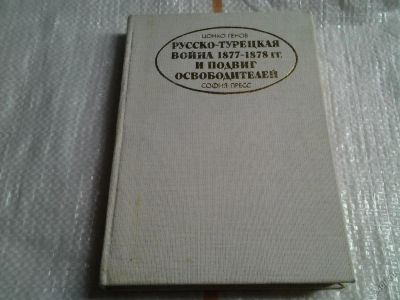 ЦОНКО ГЕНОВ
РУССКО-ТУРЕЦКАЯ
ВОЙНА 1877-1878 ГГ.
И ПОДВИГ
ОСВОБОДИТЕЛЕЙ
СОФИЯ ПРЕСС